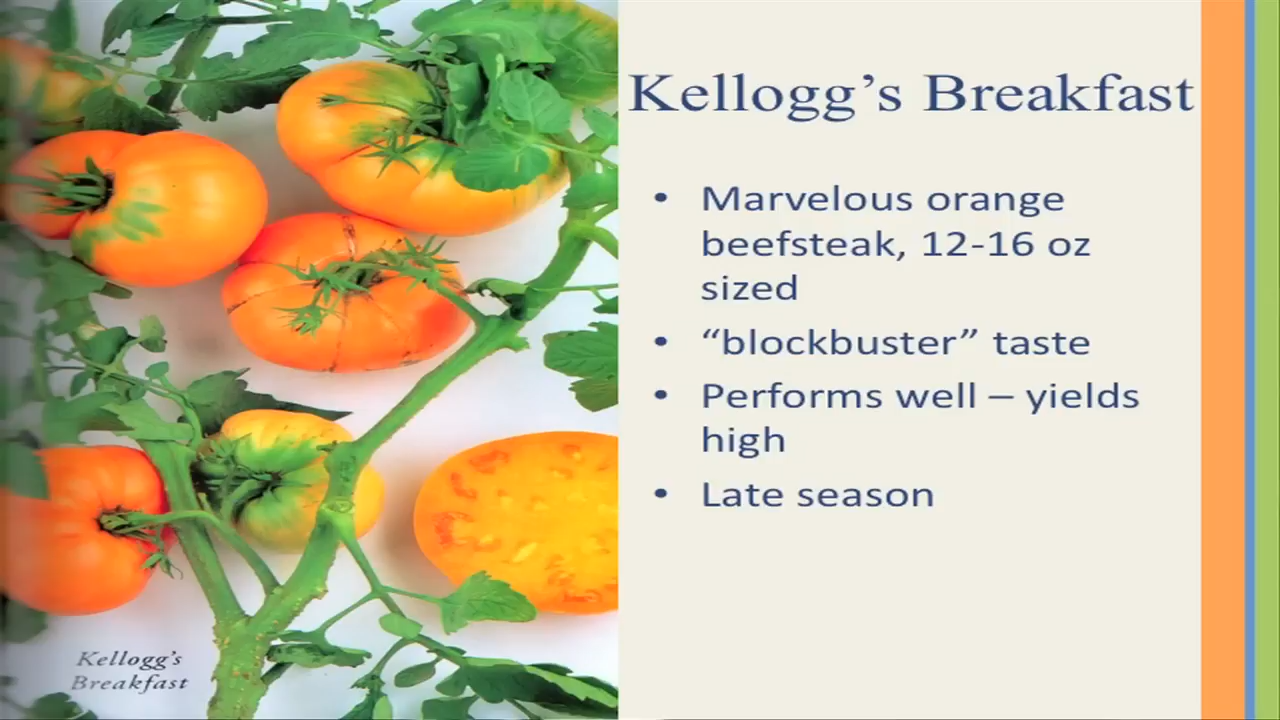 Kellogg's Breakfast
• Marvelous orange
beefsteak, 12-16 oz
sized
• “blockbuster” taste
• Performs well – yields
high
• Late season
Kellogg's
Breakfast